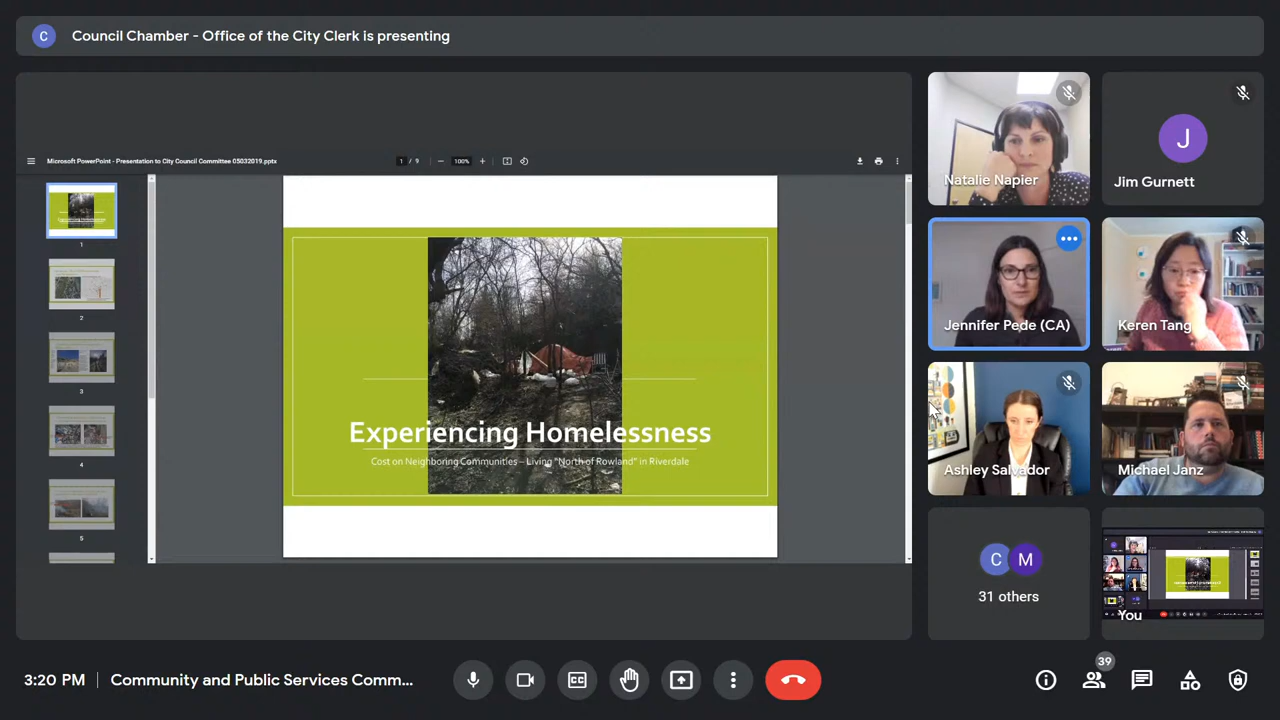 C
Council Chamber - Office of the City Clerk is presenting
Microsoft PowerPoint - Presentation to City Council Committee 05032019.pptx
1 / 9
100%
1
2
3
4
5
Experiencing Homelessness
Cost on Neighboring Communities – Living "North of Rowland" in Riverdale
Natalie Napier
J
Jim Gurnett
Jennifer Pede (CA)
Keren Tang
Ashley Salvador
Michael Janz
C M
31 others
You
3:20 PM
Community and Public Services Comm...
39